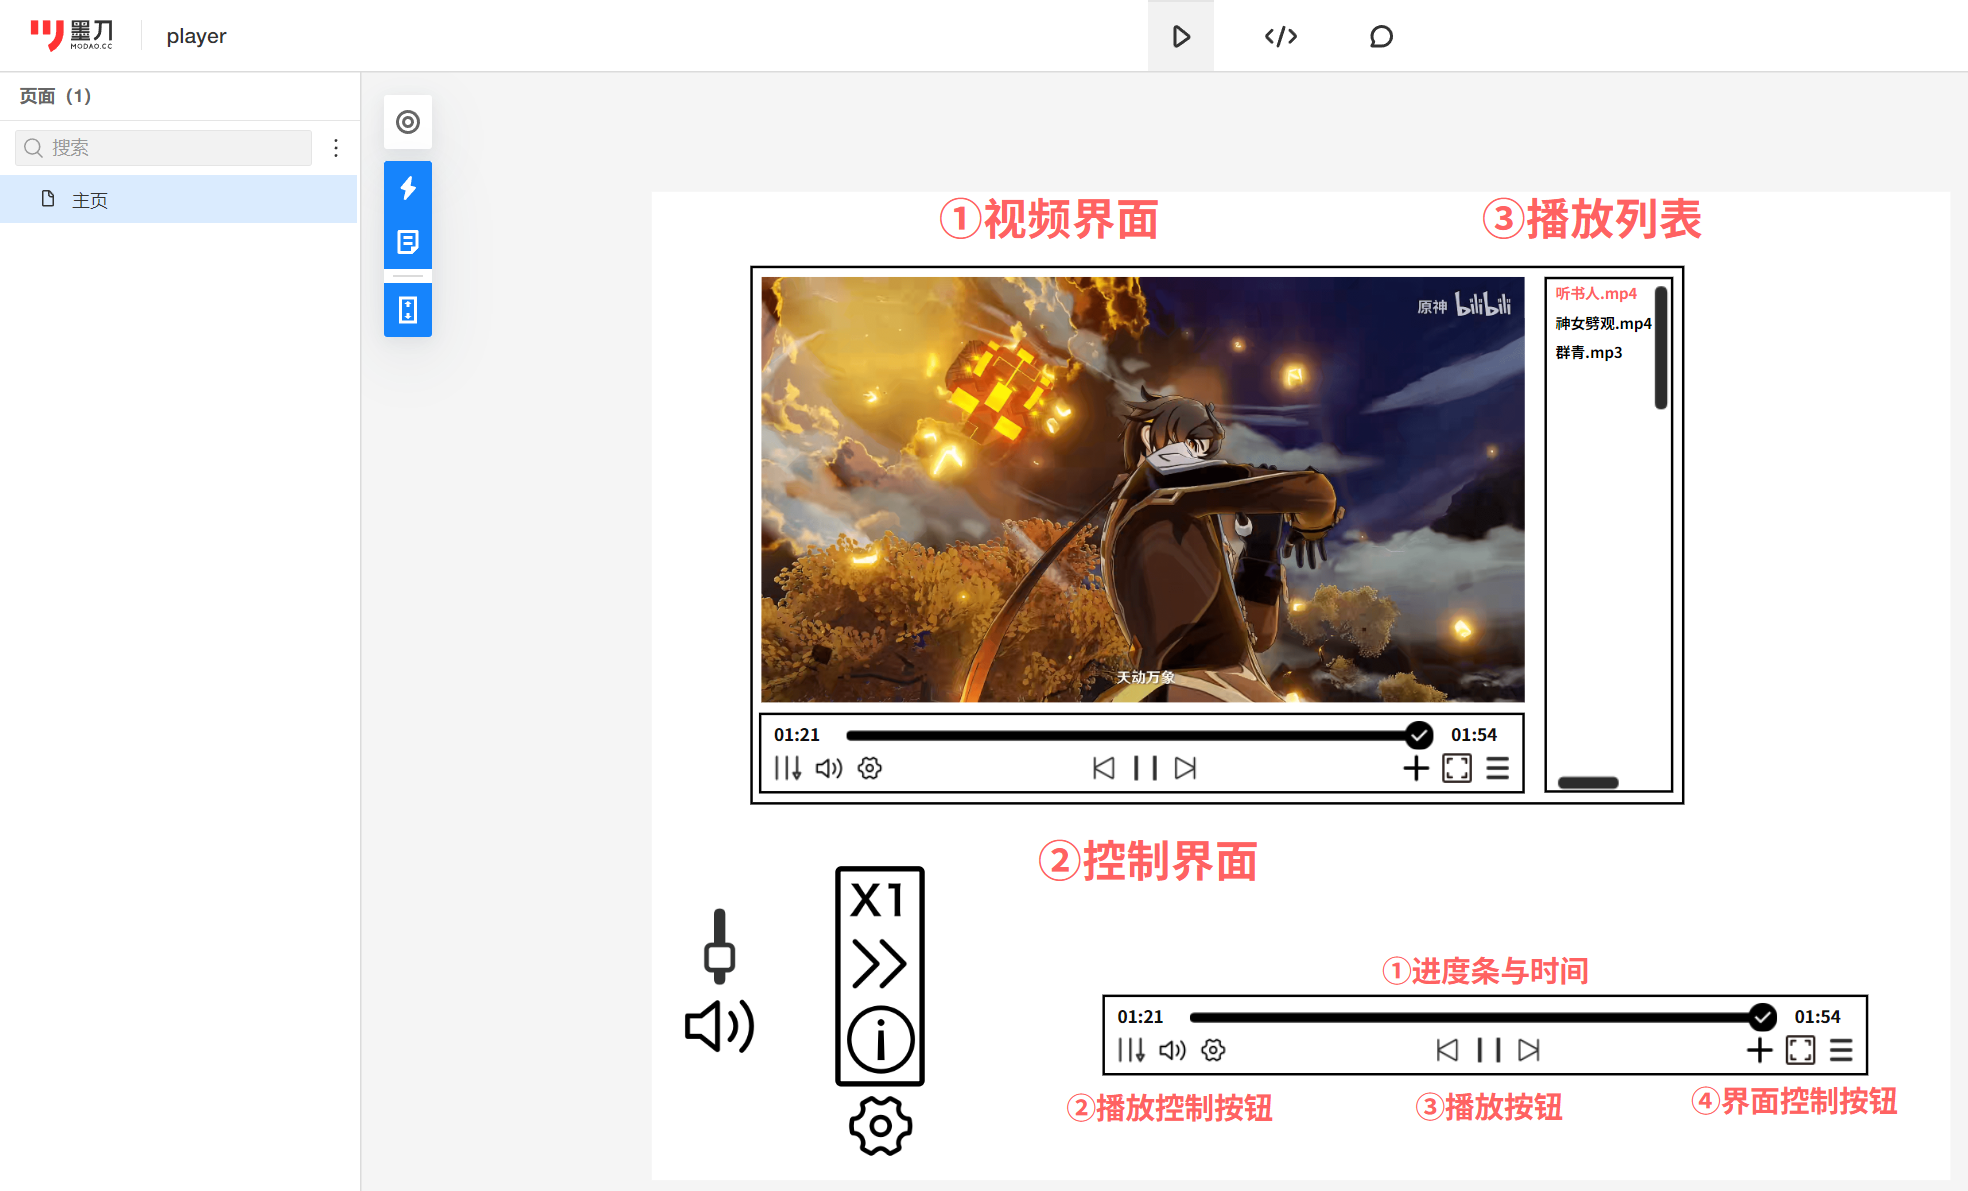 墨刀
MODAO.CC
player
页面（1）
搜索
主页
①视频界面
③播放列表
原神 bilibili
听书人.mp4
神女劈观.mp4
群青.mp3
天动万象
01:21
01:54
②控制界面
X1
①进度条与时间
01:21
01:54
②播放控制按钮
③播放按钮
④界面控制按钮